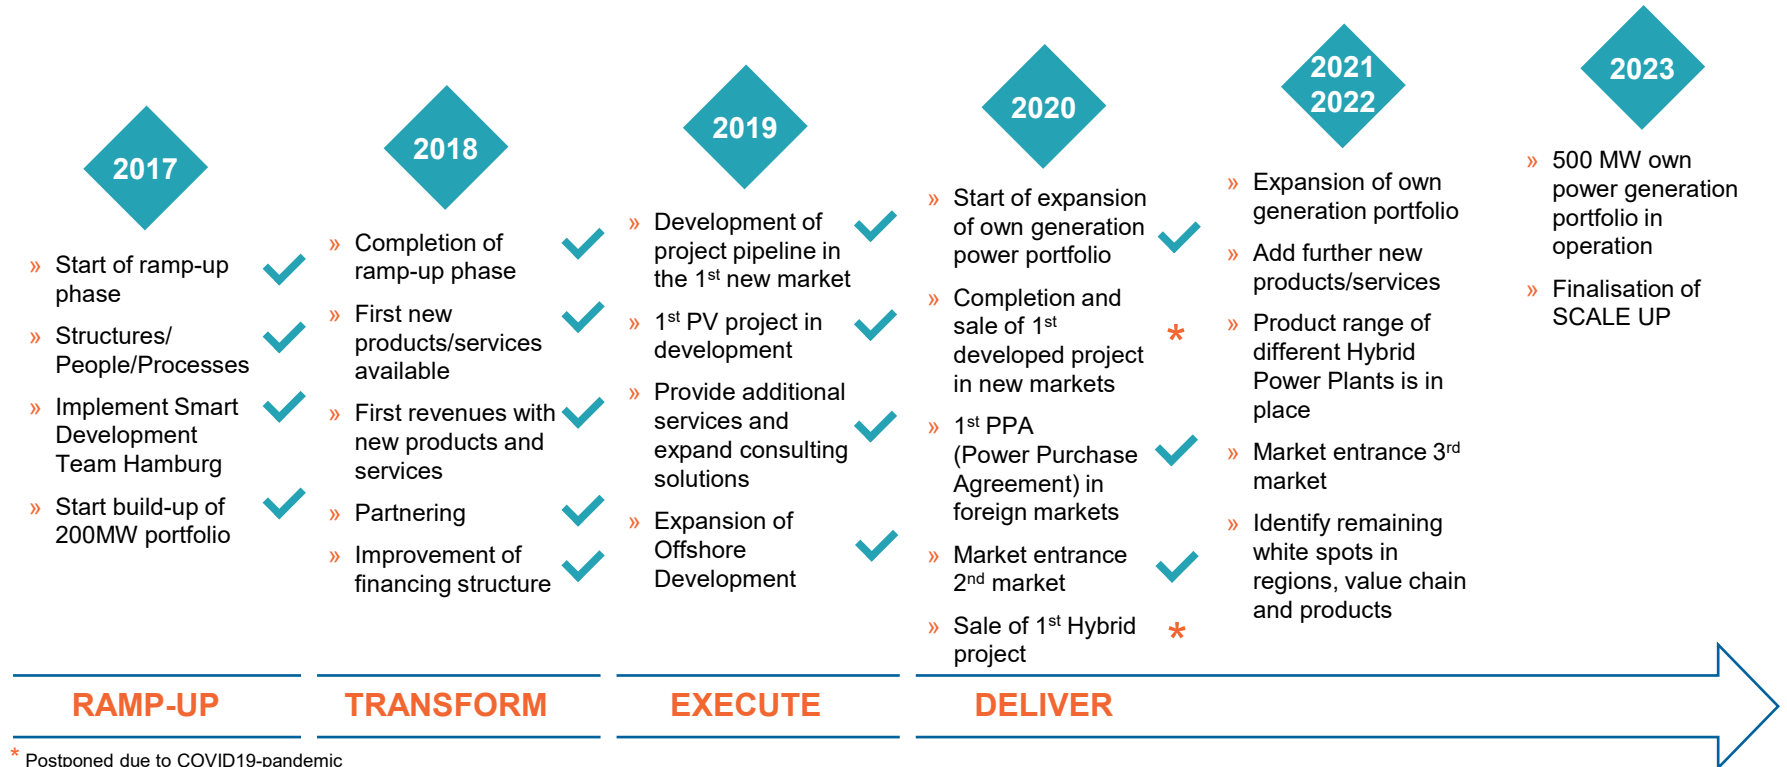 2017
» Start of ramp-up
phase
» Structures/
People/Processes
» Implement Smart
Development
Team Hamburg
» Start build-up of
200MW portfolio
2018
» Completion of
ramp-up phase
» First new
products/services
available
» First revenues with
new products and
services
» Partnering
» Improvement of
financing structure
2019
» Development of
project pipeline in
the 1st new market
» 1st PV project in
development
» Provide additional
services and
expand consulting
solutions
» Expansion of
Offshore
Development
2020
» Start of expansion
of own generation
power portfolio
» Completion and
sale of 1st
developed project
in new markets
*
» 1st PPA
(Power Purchase
Agreement) in
foreign markets
» Market entrance
2nd market
» Sale of 1st Hybrid
project
*
2021
2022
» Expansion of own
generation portfolio
» Add further new
products/services
» Product range of
different Hybrid
Power Plants is in
place
» Market entrance 3rd
market
» Identify remaining
white spots in
regions, value chain
and products
2023
» 500 MW own
power generation
portfolio in
operation
» Finalisation of
SCALE UP
RAMP-UP
TRANSFORM
EXECUTE
DELIVER
* Postponed due to COVID19-pandemic